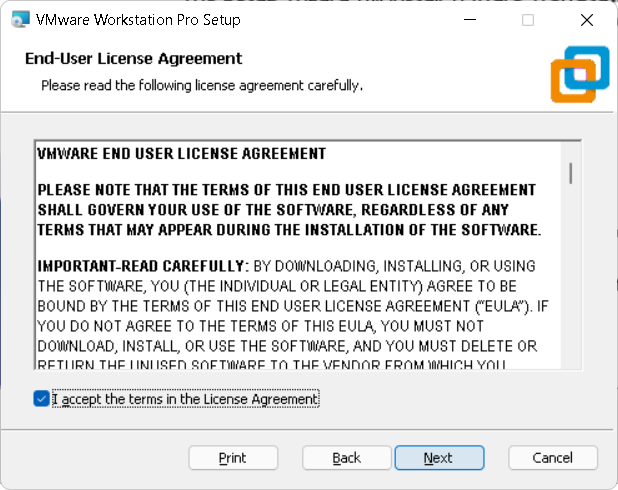 VMware Workstation Pro Setup
End-User License Agreement
Please read the following license agreement carefully.
VMWARE END USER LICENSE AGREEMENT
PLEASE NOTE THAT THE TERMS OF THIS END USER LICENSE AGREEMENT
SHALL GOVERN YOUR USE OF THE SOFTWARE, REGARDLESS OF ANY
TERMS THAT MAY APPEAR DURING THE INSTALLATION OF THE SOFTWARE.
IMPORTANT-READ CAREFULLY: BY DOWNLOADING, INSTALLING, OR USING
THE SOFTWARE, YOU (THE INDIVIDUAL OR LEGAL ENTITY) AGREE TO BE
BOUND BY THE TERMS OF THIS END USER LICENSE AGREEMENT (“EULA”). IF
YOU DO NOT AGREE TO THE TERMS OF THIS EULA, YOU MUST NOT
DOWNLOAD, INSTALL, OR USE THE SOFTWARE, AND YOU MUST DELETE OR
RETURN THE UNUSED SOFTWARE TO THE VENDOR FROM WHICH YOU
I accept the terms in the License Agreement
Print Back Next Cancel